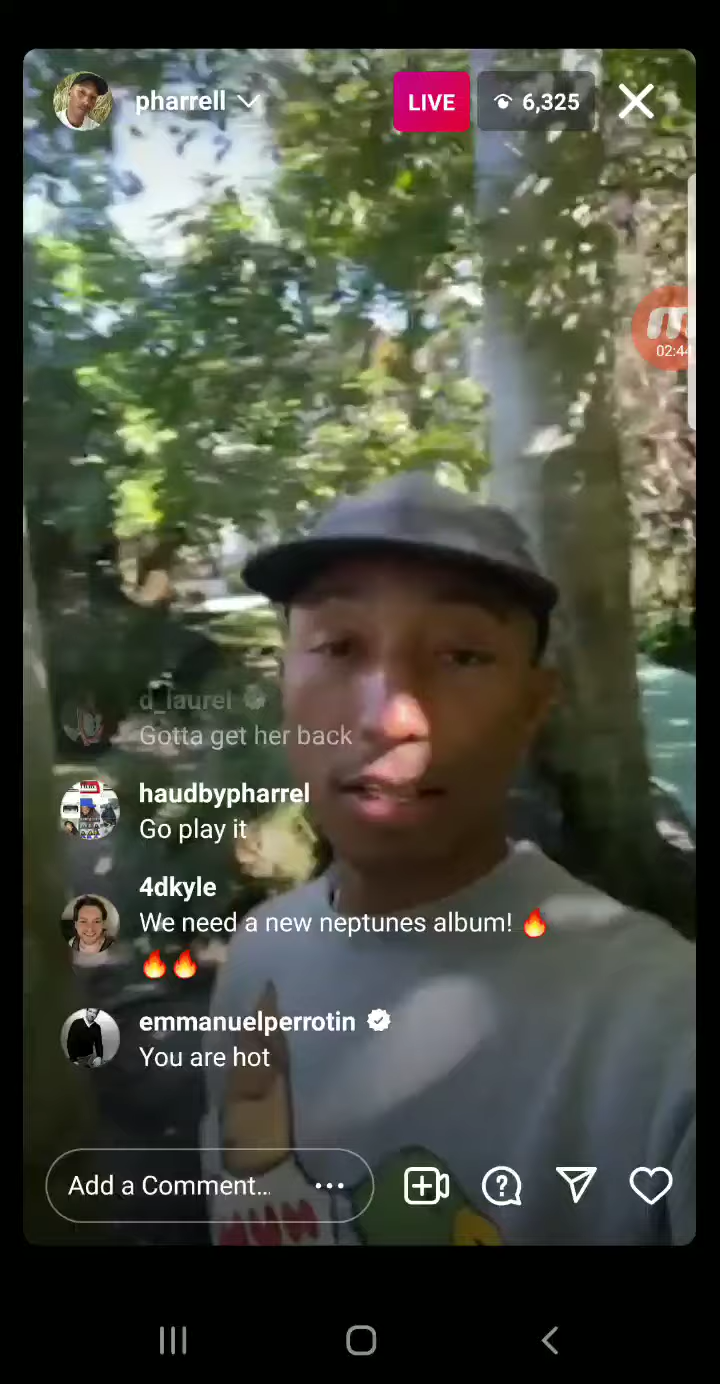 pharrell
LIVE
6,325
02:44
d_laurel
Gotta get her back
haudbypharrel
Go play it
4dkyle
We need a new neptunes album! 🔥
🔥🔥
emmanuelperrotin
You are hot
Add a Comment...